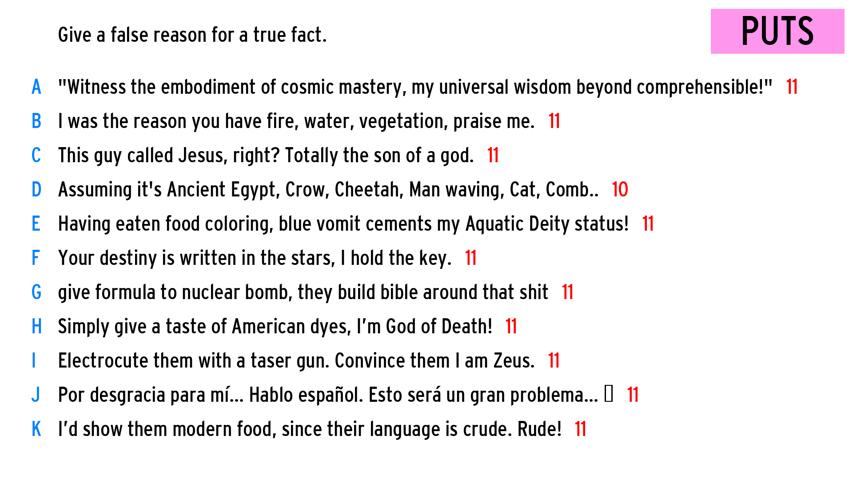 Give a false reason for a true fact.
PUTS
A "Witness the embodiment of cosmic mastery, my universal wisdom beyond comprehensible!" 11
B I was the reason you have fire, water, vegetation, praise me. 11
C This guy called Jesus, right? Totally the son of a god. 11
D Assuming it's Ancient Egypt, Crow, Cheetah, Man waving, Cat, Comb.. 10
E Having eaten food coloring, blue vomit cements my Aquatic Deity status! 11
F Your destiny is written in the stars, I hold the key. 11
G give formula to nuclear bomb, they build bible around that shit 11
H Simply give a taste of American dyes, I’m God of Death! 11
I Electrocute them with a taser gun. Convince them I am Zeus. 11
J Por desgracia para mí... Hablo español. Esto será un gran problema... 11
K I’d show them modern food, since their language is crude. Rude! 11